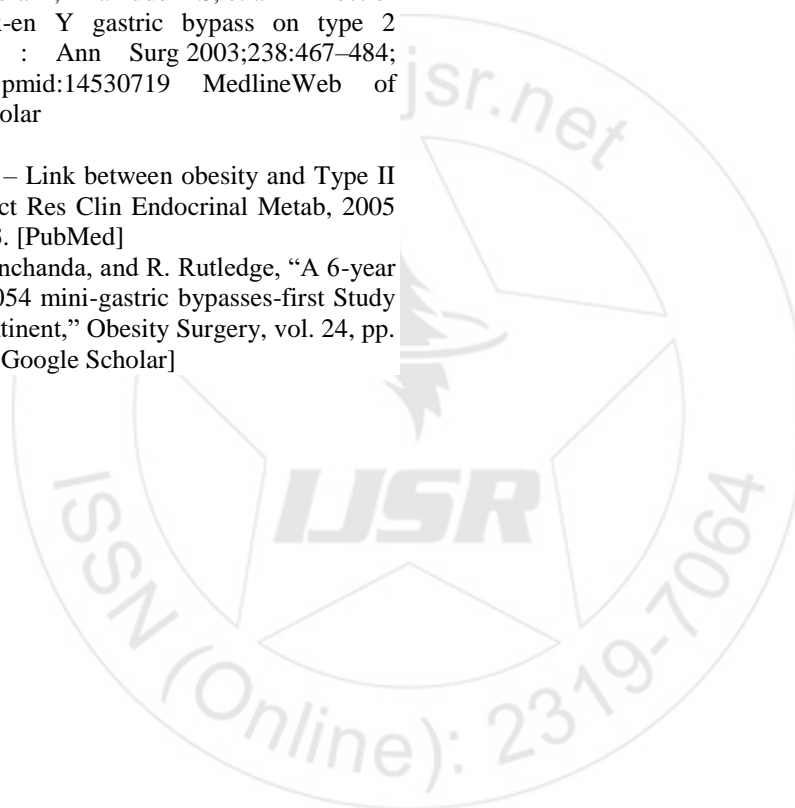 -en Y gastric bypass on type 2
: Ann Surg 2003;238:467–484;
pmid:14530719 MedlineWeb of
olar
– Link between obesity and Type II
ct Res Clin Endocrinal Metab, 2005
. [PubMed]
nchanda, and R. Rutledge, “A 6-year
054 mini-gastric bypasses-first Study
tinent,” Obesity Surgery, vol. 24, pp.
Google Scholar]
jsr.net
IJSR
ISSN (Online): 2319-7064